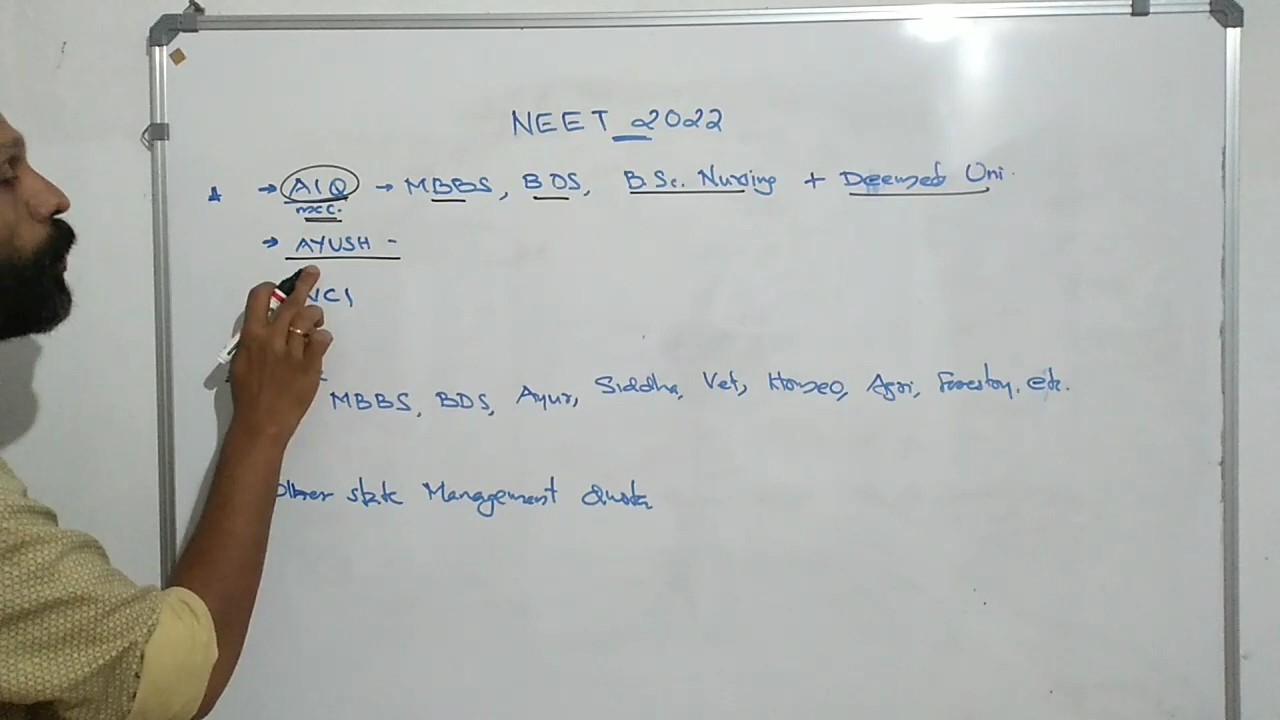 NEET 2022
→ AIQ → MBBS, BDS, B.Sc. Nursing + Deemed Uni.
mcc.
→ AYUSH -
MBBS, BDS, Ayur, Siddha, Vet, Homeo, Agri, Forestry, etc.
Other state Management Quota